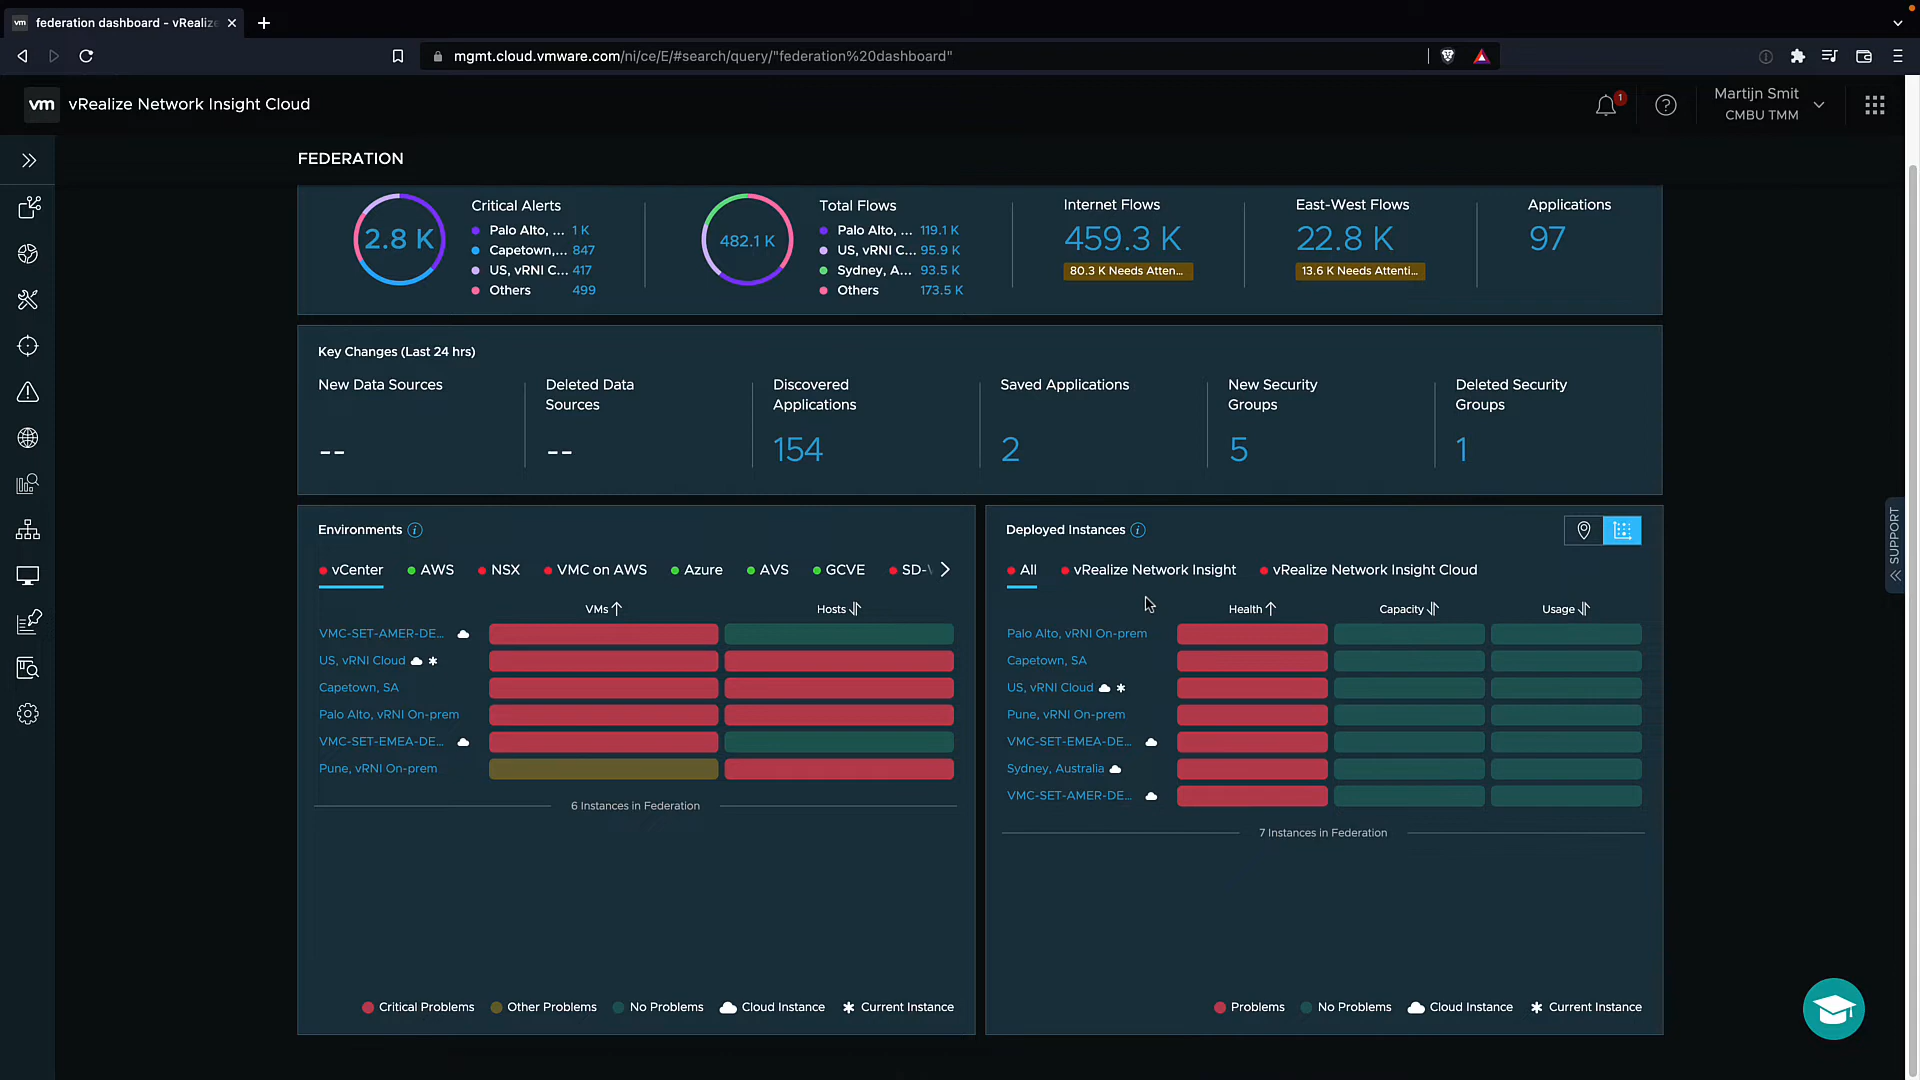 vm federation dashboard - vRealize
mgmt.cloud.vmware.com/ni/ce/E/#search/query/"federation%20dashboard"
vm vRealize Network Insight Cloud
1
Martijn Smit
CMBU TMM
FEDERATION
2.8 K
Critical Alerts
Palo Alto, ... 1 K
Capetown,... 847
US, vRNI C... 417
Others 499
482.1 K
Total Flows
Palo Alto, ... 119.1 K
US, vRNI C... 95.9 K
Sydney, A... 93.5 K
Others 173.5 K
Internet Flows
459.3 K
80.3 K Needs Atten...
East-West Flows
22.8 K
13.6 K Needs Attenti...
Applications
97
Key Changes (Last 24 hrs)
New Data Sources
--
Deleted Data
Sources
--
Discovered
Applications
154
Saved Applications
2
New Security
Groups
5
Deleted Security
Groups
1
Environments
vCenter AWS NSX VMC on AWS Azure AVS GCVE SD-
VMs Hosts
VMC-SET-AMER-DE...
US, vRNI Cloud
Capetown, SA
Palo Alto, vRNI On-prem
VMC-SET-EMEA-DE...
Pune, vRNI On-prem
6 Instances in Federation
Critical Problems Other Problems No Problems Cloud Instance Current Instance
Deployed Instances
All vRealize Network Insight vRealize Network Insight Cloud
Health Capacity Usage
Palo Alto, vRNI On-prem
Capetown, SA
US, vRNI Cloud
Pune, vRNI On-prem
VMC-SET-EMEA-DE...
Sydney, Australia
VMC-SET-AMER-DE...
7 Instances in Federation
Problems No Problems Cloud Instance Current Instance
SUPPORT